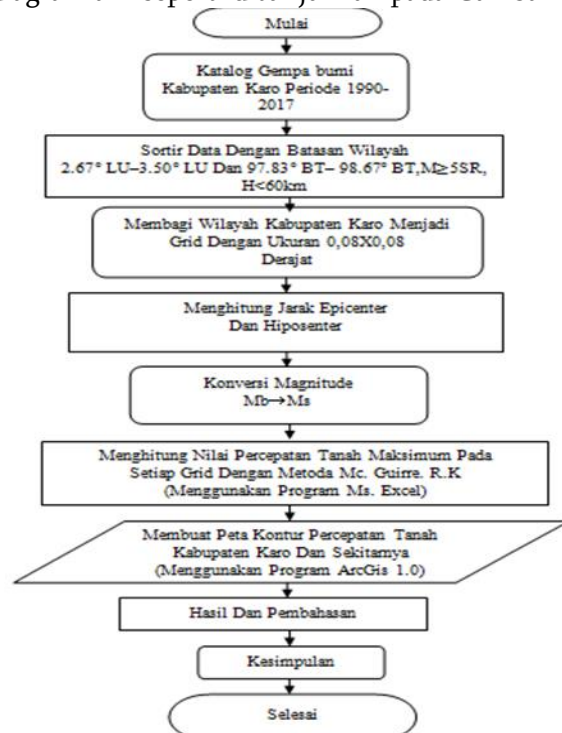 Mulai
Katalog Gempa bumi
Kabupaten Karo Periode 1990-
2017
Sortir Data Dengan Batasan Wilayah
2.67° LU–3.50° LU Dan 97.83° BT– 98.67° BT,M≥5SR,
H<60km
Membagi Wilayah Kabupaten Karo Menjadi
Grid Dengan Ukuran 0,08X0,08
Derajat
Menghitung Jarak Epicenter
Dan Hiposenter
Konversi Magnitude
Mb→Ms
Menghitung Nilai Percepatan Tanah Maksimum Pada
Setiap Grid Dengan Metoda Mc. Guirre. R.K
(Menggunakan Program Ms. Excel)
Membuat Peta Kontur Percepatan Tanah
Kabupaten Karo Dan Sekitarnya
(Menggunakan Program ArcGis 1.0)
Hasil Dan Pembahasan
Kesimpulan
Selesai